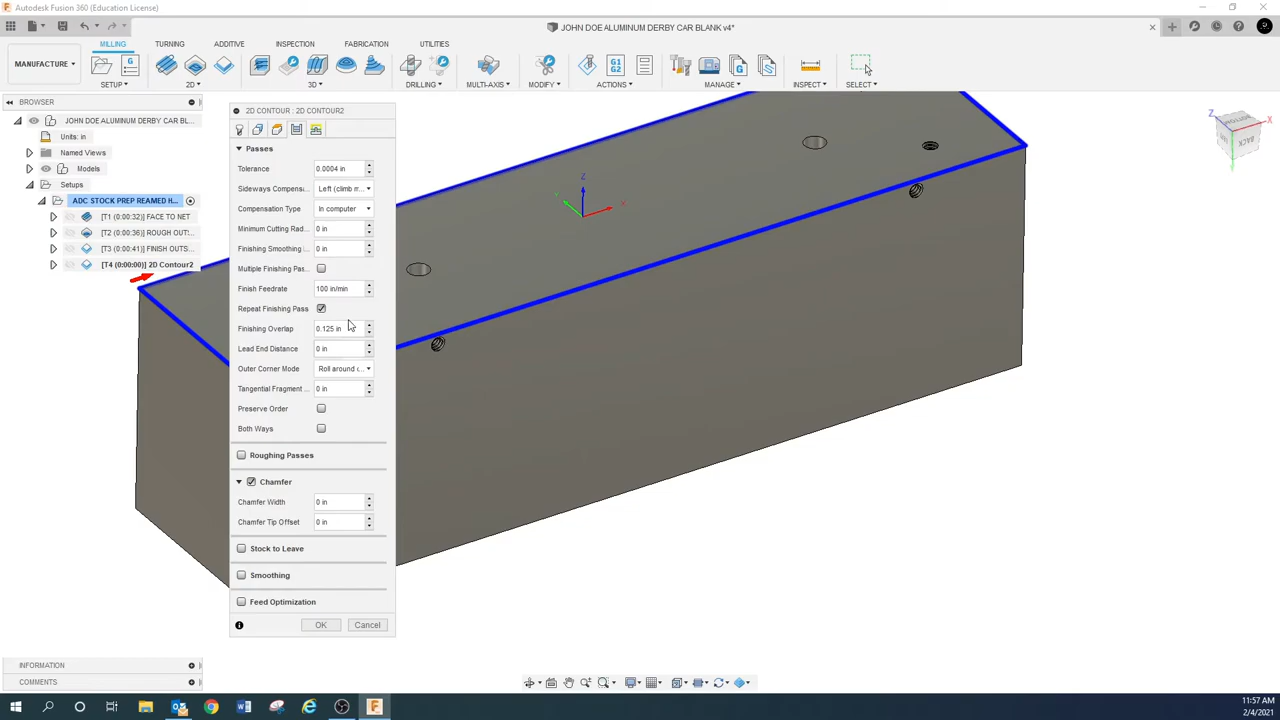 Autodesk Fusion 360 (Education License)
JOHN DOE ALUMINUM DERBY CAR BLANK v4*
MILLING TURNING ADDITIVE INSPECTION FABRICATION UTILITIES
MANUFACTURE
SETUP 2D 3D DRILLING MULTI-AXIS MODIFY ACTIONS MANAGE INSPECT SELECT
G1
G2
BROWSER
JOHN DOE ALUMINUM DERBY CAR BL...
Units: in
Named Views
Models
Setups
ADC STOCK PREP REAMED H...
[T1 (0:00:32)] FACE TO NET
[T2 (0:00:36)] ROUGH OUT...
[T3 (0:00:41)] FINISH OUTS...
[T4 (0:00:00)] 2D Contour2
2D CONTOUR : 2D CONTOUR2
Passes
Tolerance 0.0004 in
Sideways Compensa... Left (climb m...
Compensation Type In computer
Minimum Cutting Rad... 0 in
Finishing Smoothing 0 in
Multiple Finishing Pas...
Finish Feedrate 100 in/min
Repeat Finishing Pass
Finishing Overlap 0.125 in
Lead End Distance 0 in
Outer Corner Mode Roll around c...
Tangential Fragment ... 0 in
Preserve Order
Both Ways
Roughing Passes
Chamfer
Chamfer Width 0 in
Chamfer Tip Offset 0 in
Stock to Leave
Smoothing
Feed Optimization
OK Cancel
Z
X
Y
Z
X
BOTTOM
BACK
INFORMATION
COMMENTS
11:57 AM
2/4/2021